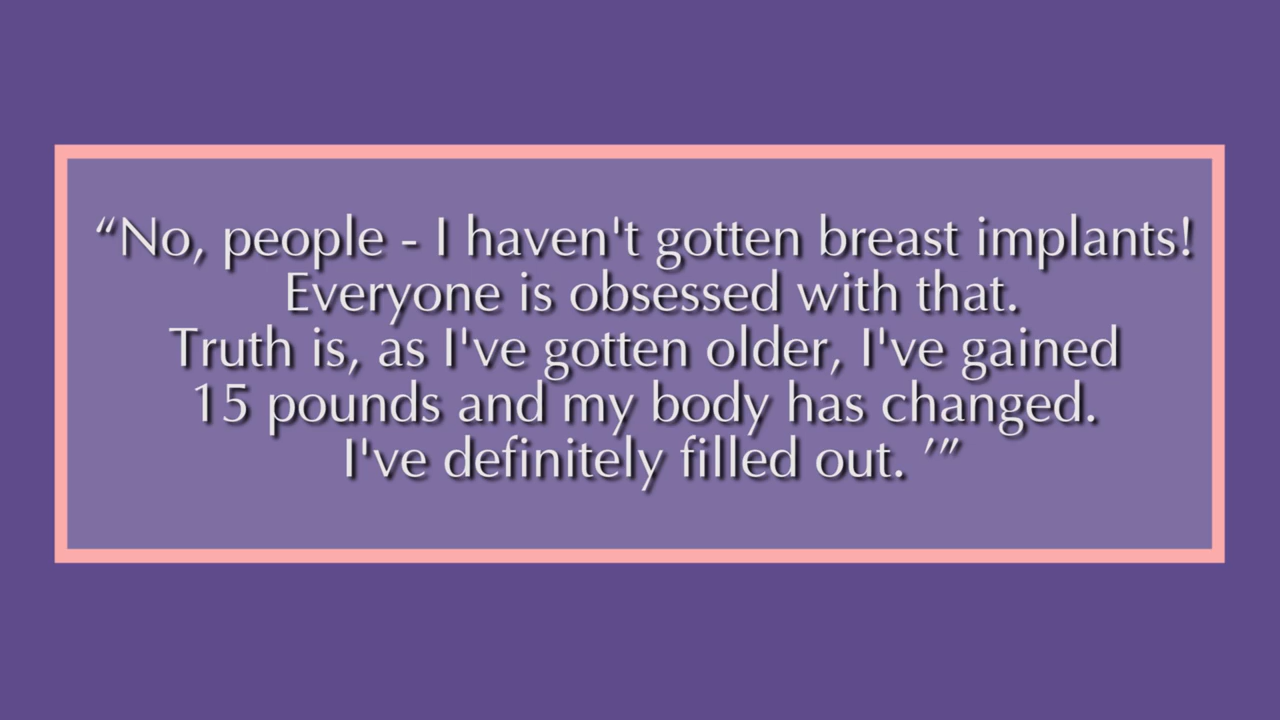 “No, people - I haven't gotten breast implants!
Everyone is obsessed with that.
Truth is, as I've gotten older, I've gained
15 pounds and my body has changed.
I've definitely filled out. ’”